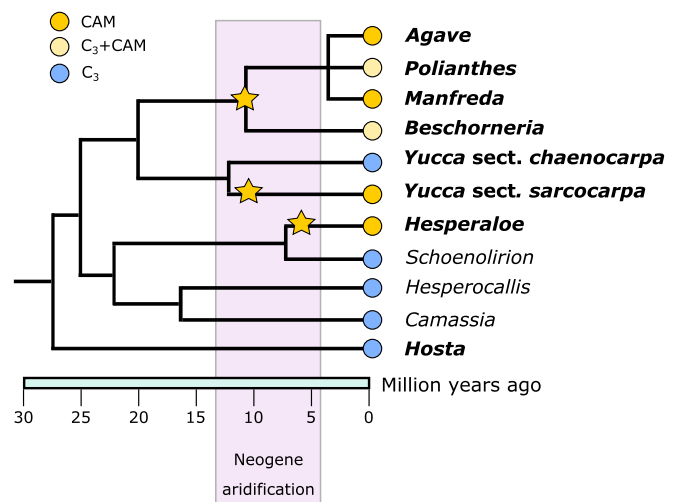 CAM
C₃+CAM
C₃
Agave
Polianthes
Manfreda
Beschorneria
Yucca sect. chaenocarpa
Yucca sect. sarcocarpa
Hesperaloe
Schoenolirion
Hesperocallis
Camassia
Hosta
Million years ago
30 25 20 15 10 5 0
Neogene
aridification